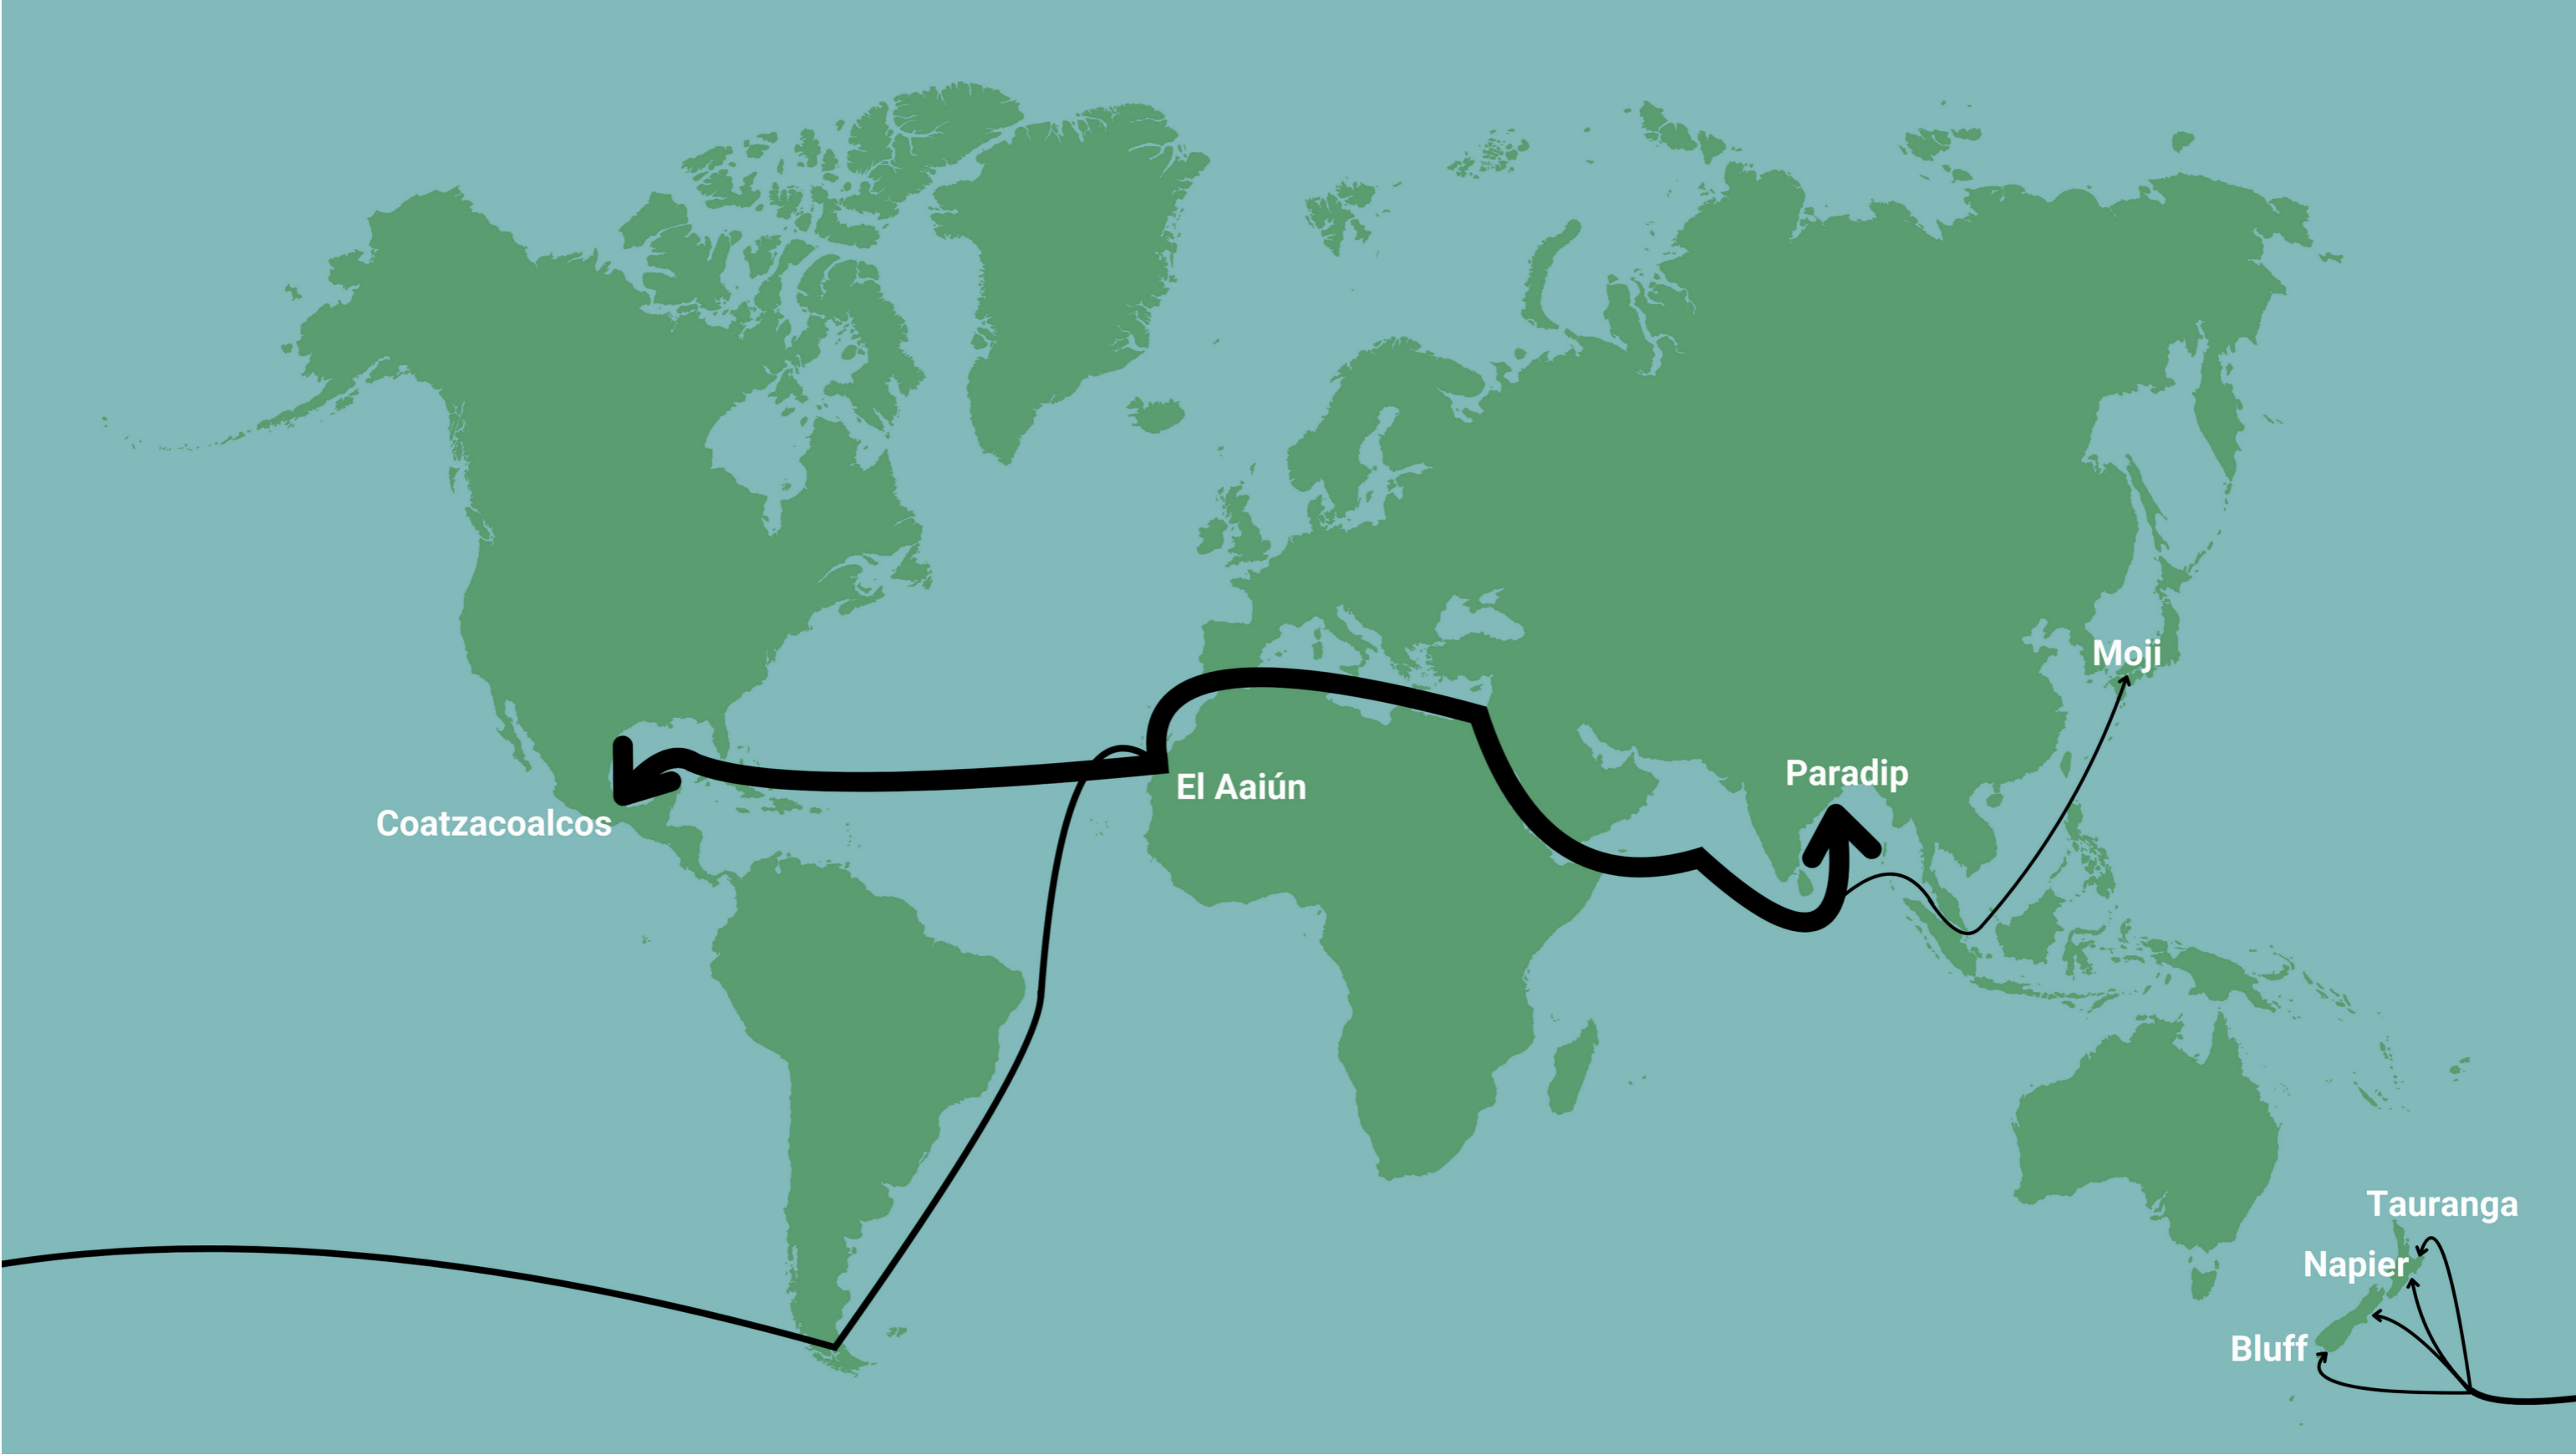 Moji
Paradip
El Aaiún
Coatzacoalcos
Tauranga
Napier
Bluff